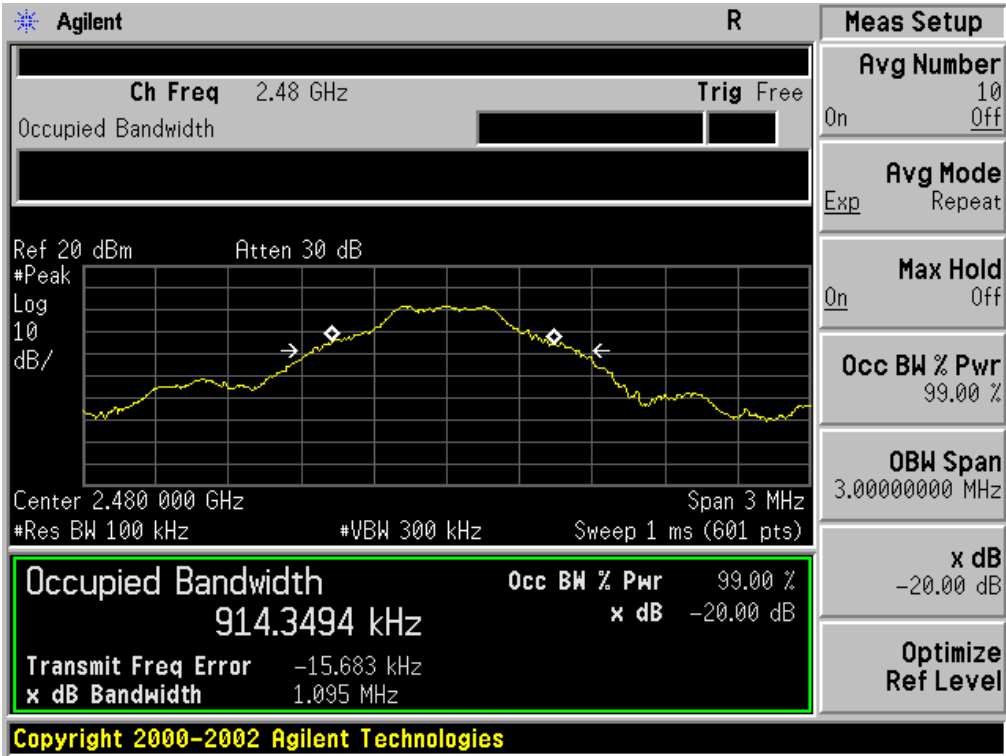 Agilent R
Ch Freq 2.48 GHz Trig Free
Occupied Bandwidth
Ref 20 dBm Atten 30 dB
#Peak
Log
10
dB/
Center 2.480 000 GHz Span 3 MHz
#Res BW 100 kHz #VBW 300 kHz Sweep 1 ms (601 pts)
Occupied Bandwidth Occ BW % Pwr 99.00 %
914.3494 kHz x dB -20.00 dB
Transmit Freq Error -15.683 kHz
x dB Bandwidth 1.095 MHz
Copyright 2000-2002 Agilent Technologies
Meas Setup
Avg Number
10
On Off
Avg Mode
Exp Repeat
Max Hold
On Off
Occ BW % Pwr
99.00 %
OBW Span
3.00000000 MHz
x dB
-20.00 dB
Optimize
Ref Level